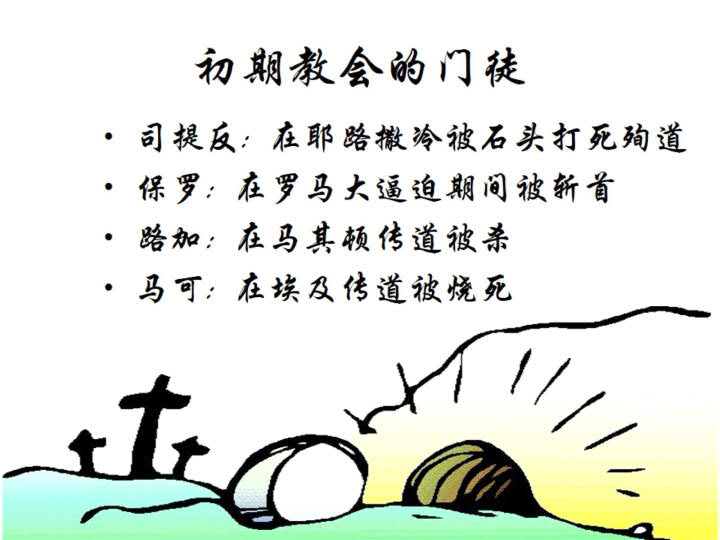 初期教会的门徒
• 司提反：在耶路撒冷被石头打死殉道
• 保罗：在罗马大逼迫期间被斩首
• 路加：在马其顿传道被杀
• 马可：在埃及传道被烧死